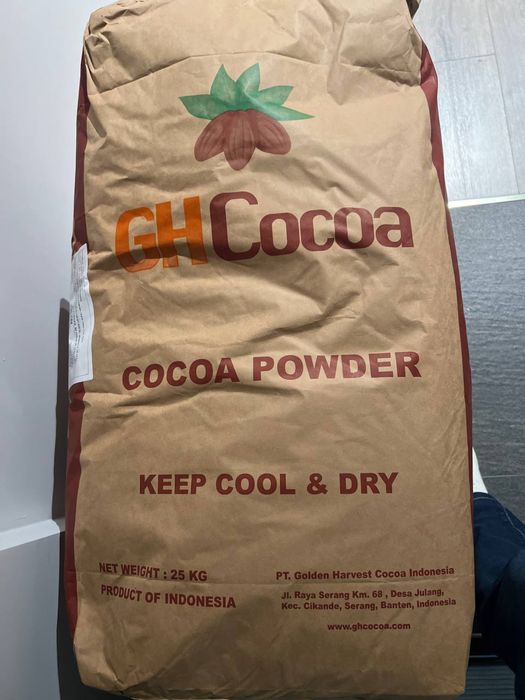 GHCocoa
COCOA POWDER
KEEP COOL & DRY
NET WEIGHT : 25 KG
PRODUCT OF INDONESIA
PT. Golden Harvest Cocoa Indonesia
Jl. Raya Serang Km. 68 , Desa Julang,
Kec. Cikande, Serang, Banten, Indonesia
www.ghcocoa.com